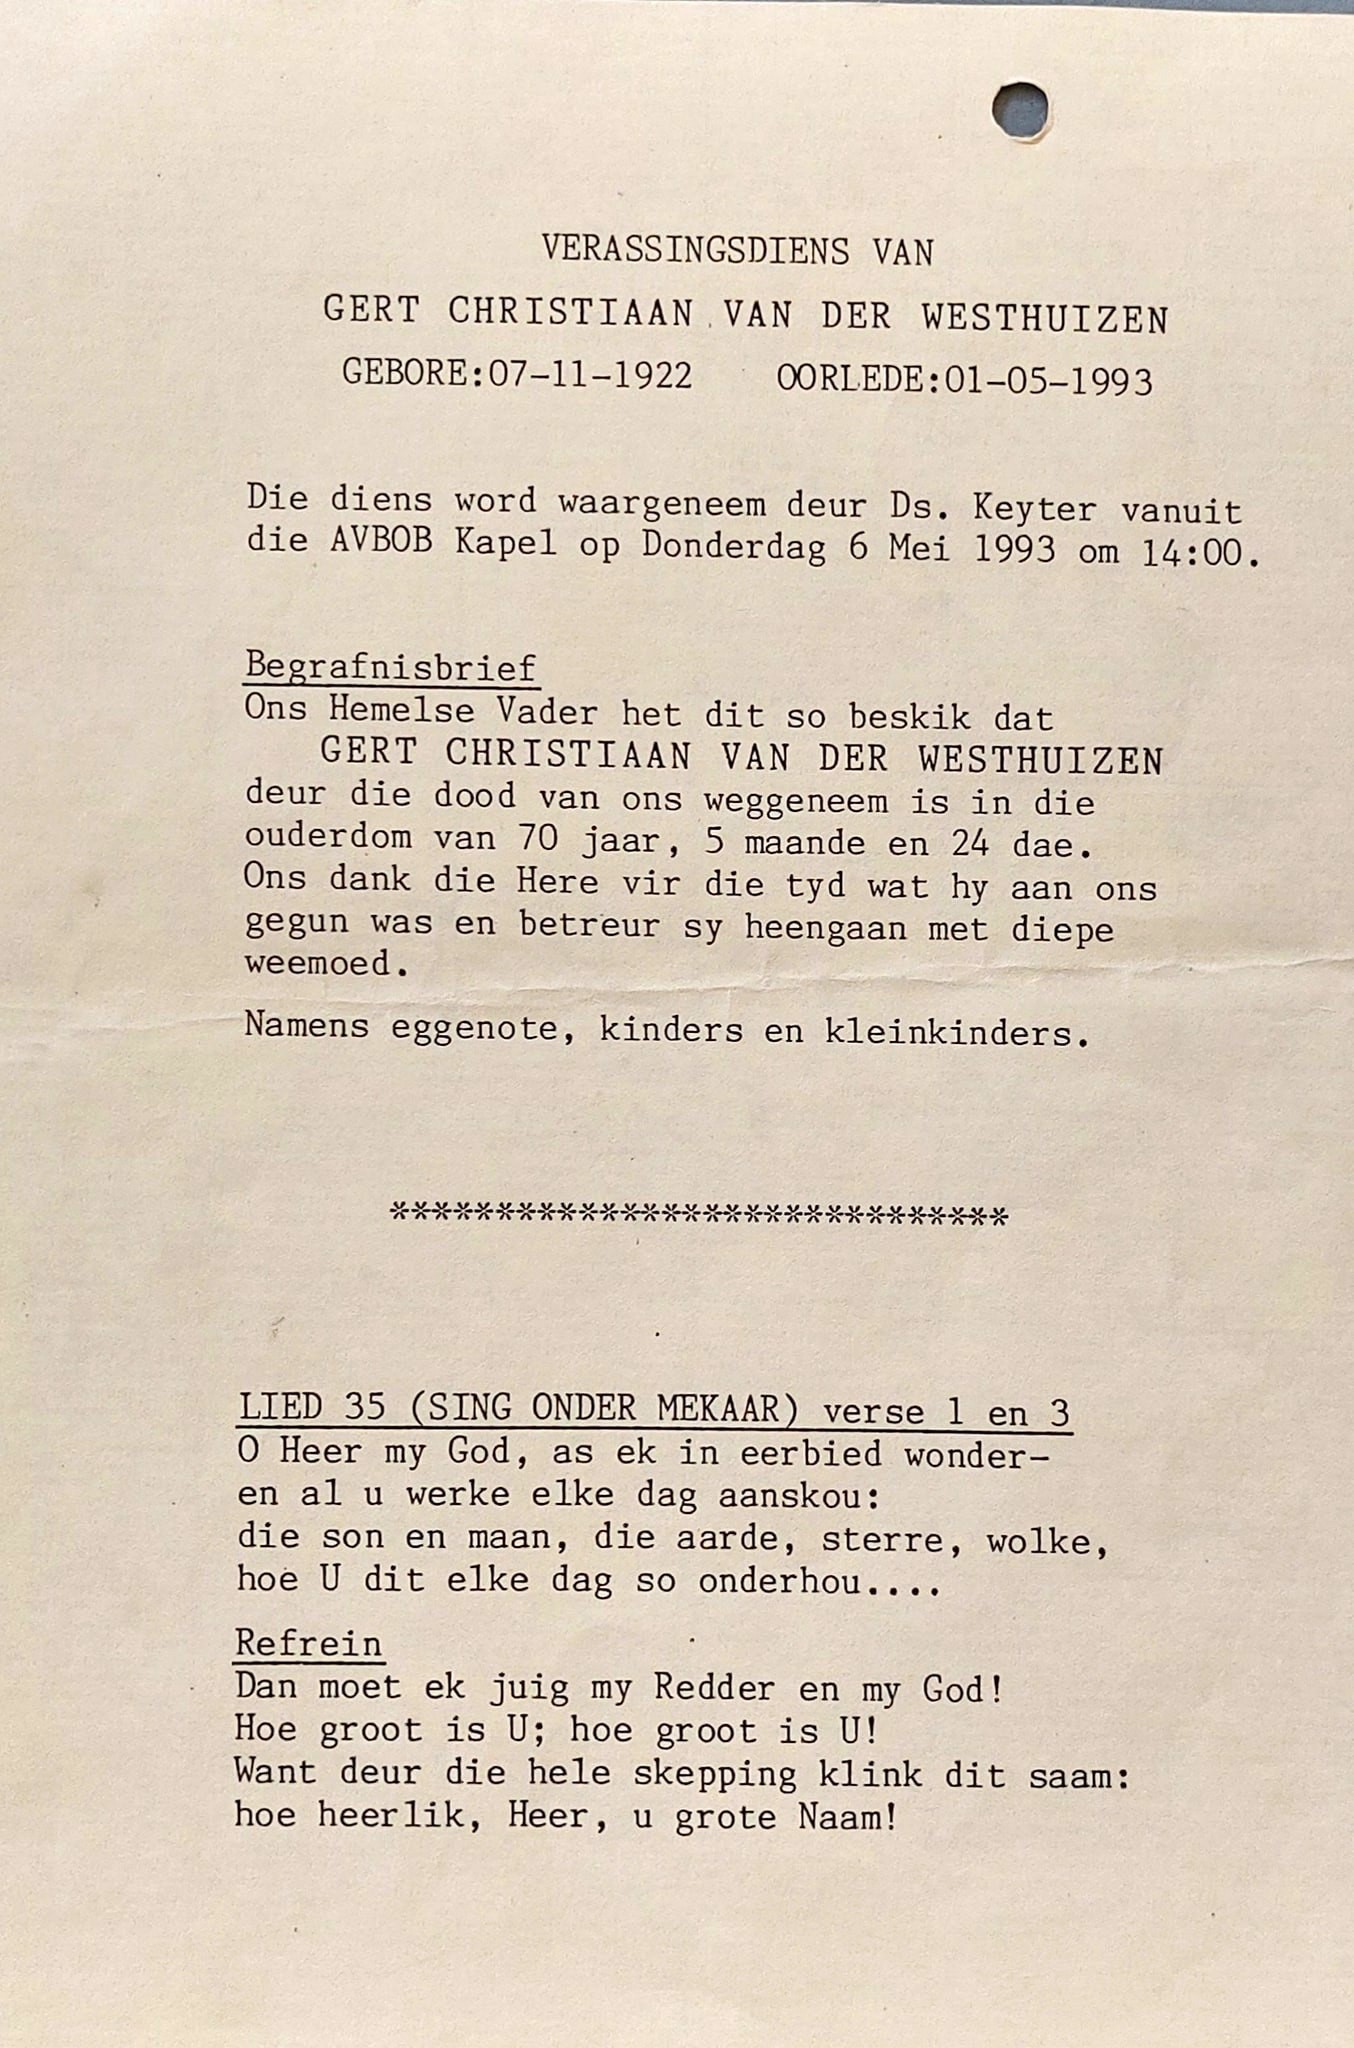 VERASSINGSDIENS VAN
GERT CHRISTIAAN VAN DER WESTHUIZEN
GEBORE:07-11-1922 OORLEDE:01-05-1993
Die diens word waargeneem deur Ds. Keyter vanuit
die AVBOB Kapel op Donderdag 6 Mei 1993 om 14:00.
Begrafnisbrief
Ons Hemelse Vader het dit so beskik dat
GERT CHRISTIAAN VAN DER WESTHUIZEN
deur die dood van ons weggeneem is in die
ouderdom van 70 jaar, 5 maande en 24 dae.
Ons dank die Here vir die tyd wat hy aan ons
gegun was en betreur sy heengaan met diepe
weemoed.
Namens eggenote, kinders en kleinkinders.
******************************
LIED 35 (SING ONDER MEKAAR) verse 1 en 3
O Heer my God, as ek in eerbied wonder-
en al u werke elke dag aanskou:
die son en maan, die aarde, sterre, wolke,
hoe U dit elke dag so onderhou....
Refrein
Dan moet ek juig my Redder en my God!
Hoe groot is U; hoe groot is U!
Want deur die hele skepping klink dit saam:
hoe heerlik, Heer, u grote Naam!